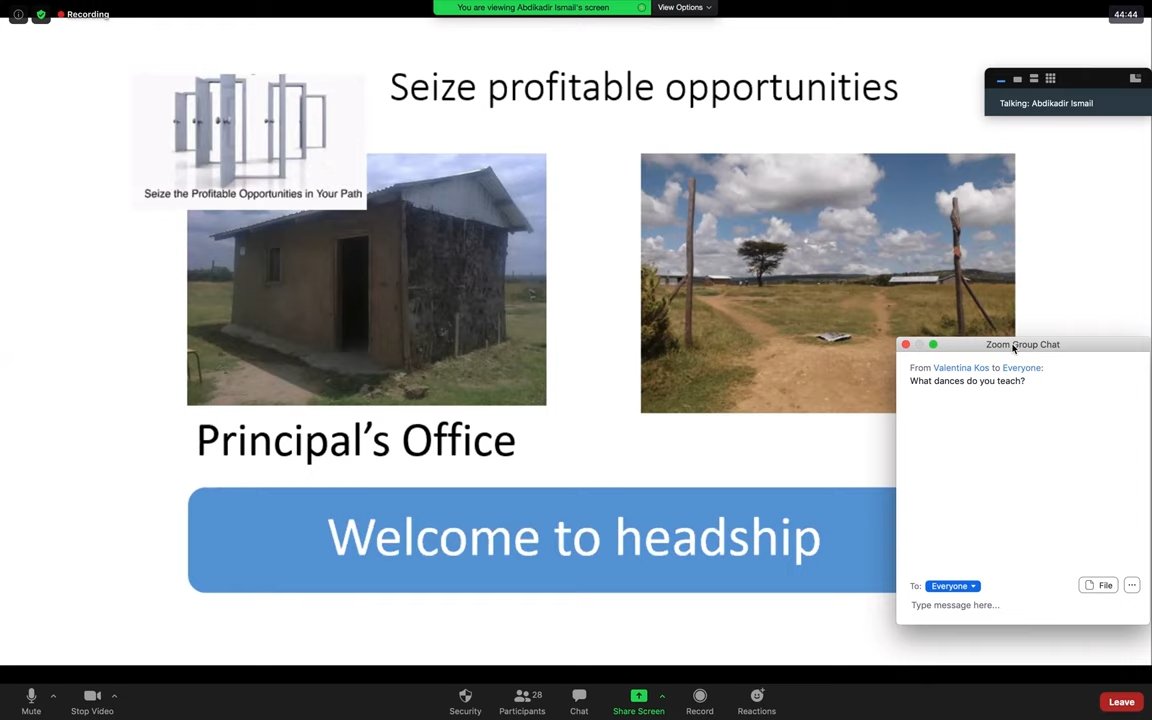 Recording
You are viewing Abdikadir Ismail's screen
View Options
44:44
Seize profitable opportunities
Talking: Abdikadir Ismail
Seize the Profitable Opportunities in Your Path
Zoom Group Chat
From Valentina Kos to Everyone:
What dances do you teach?
Principal's Office
Welcome to headship
To: Everyone
File
Type message here...
Mute
Stop Video
Security
Participants
28
Chat
Share Screen
Record
Reactions
Leave